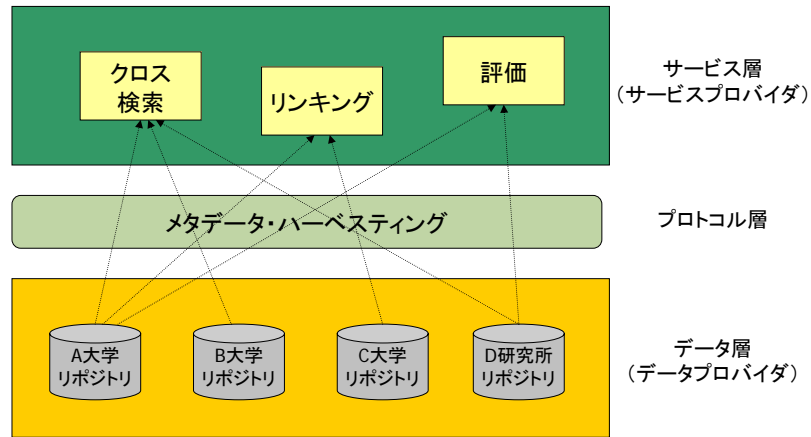 クロス
検索
リンキング
評価
サービス層
(サービスプロバイダ)
メタデータ・ハーベスティング
プロトコル層
A大学
リポジトリ
B大学
リポジトリ
C大学
リポジトリ
D研究所
リポジトリ
データ層
(データプロバイダ)